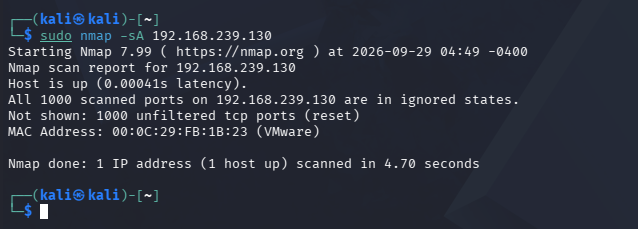 ┌──(kali㉿kali)-[~]
└─$ sudo nmap -sA 192.168.239.130
Starting Nmap 7.99 ( https://nmap.org ) at 2026-09-29 04:49 -0400
Nmap scan report for 192.168.239.130
Host is up (0.00041s latency).
All 1000 scanned ports on 192.168.239.130 are in ignored states.
Not shown: 1000 unfiltered tcp ports (reset)
MAC Address: 00:0C:29:FB:1B:23 (VMware)

Nmap done: 1 IP address (1 host up) scanned in 4.70 seconds

┌──(kali㉿kali)-[~]
└─$